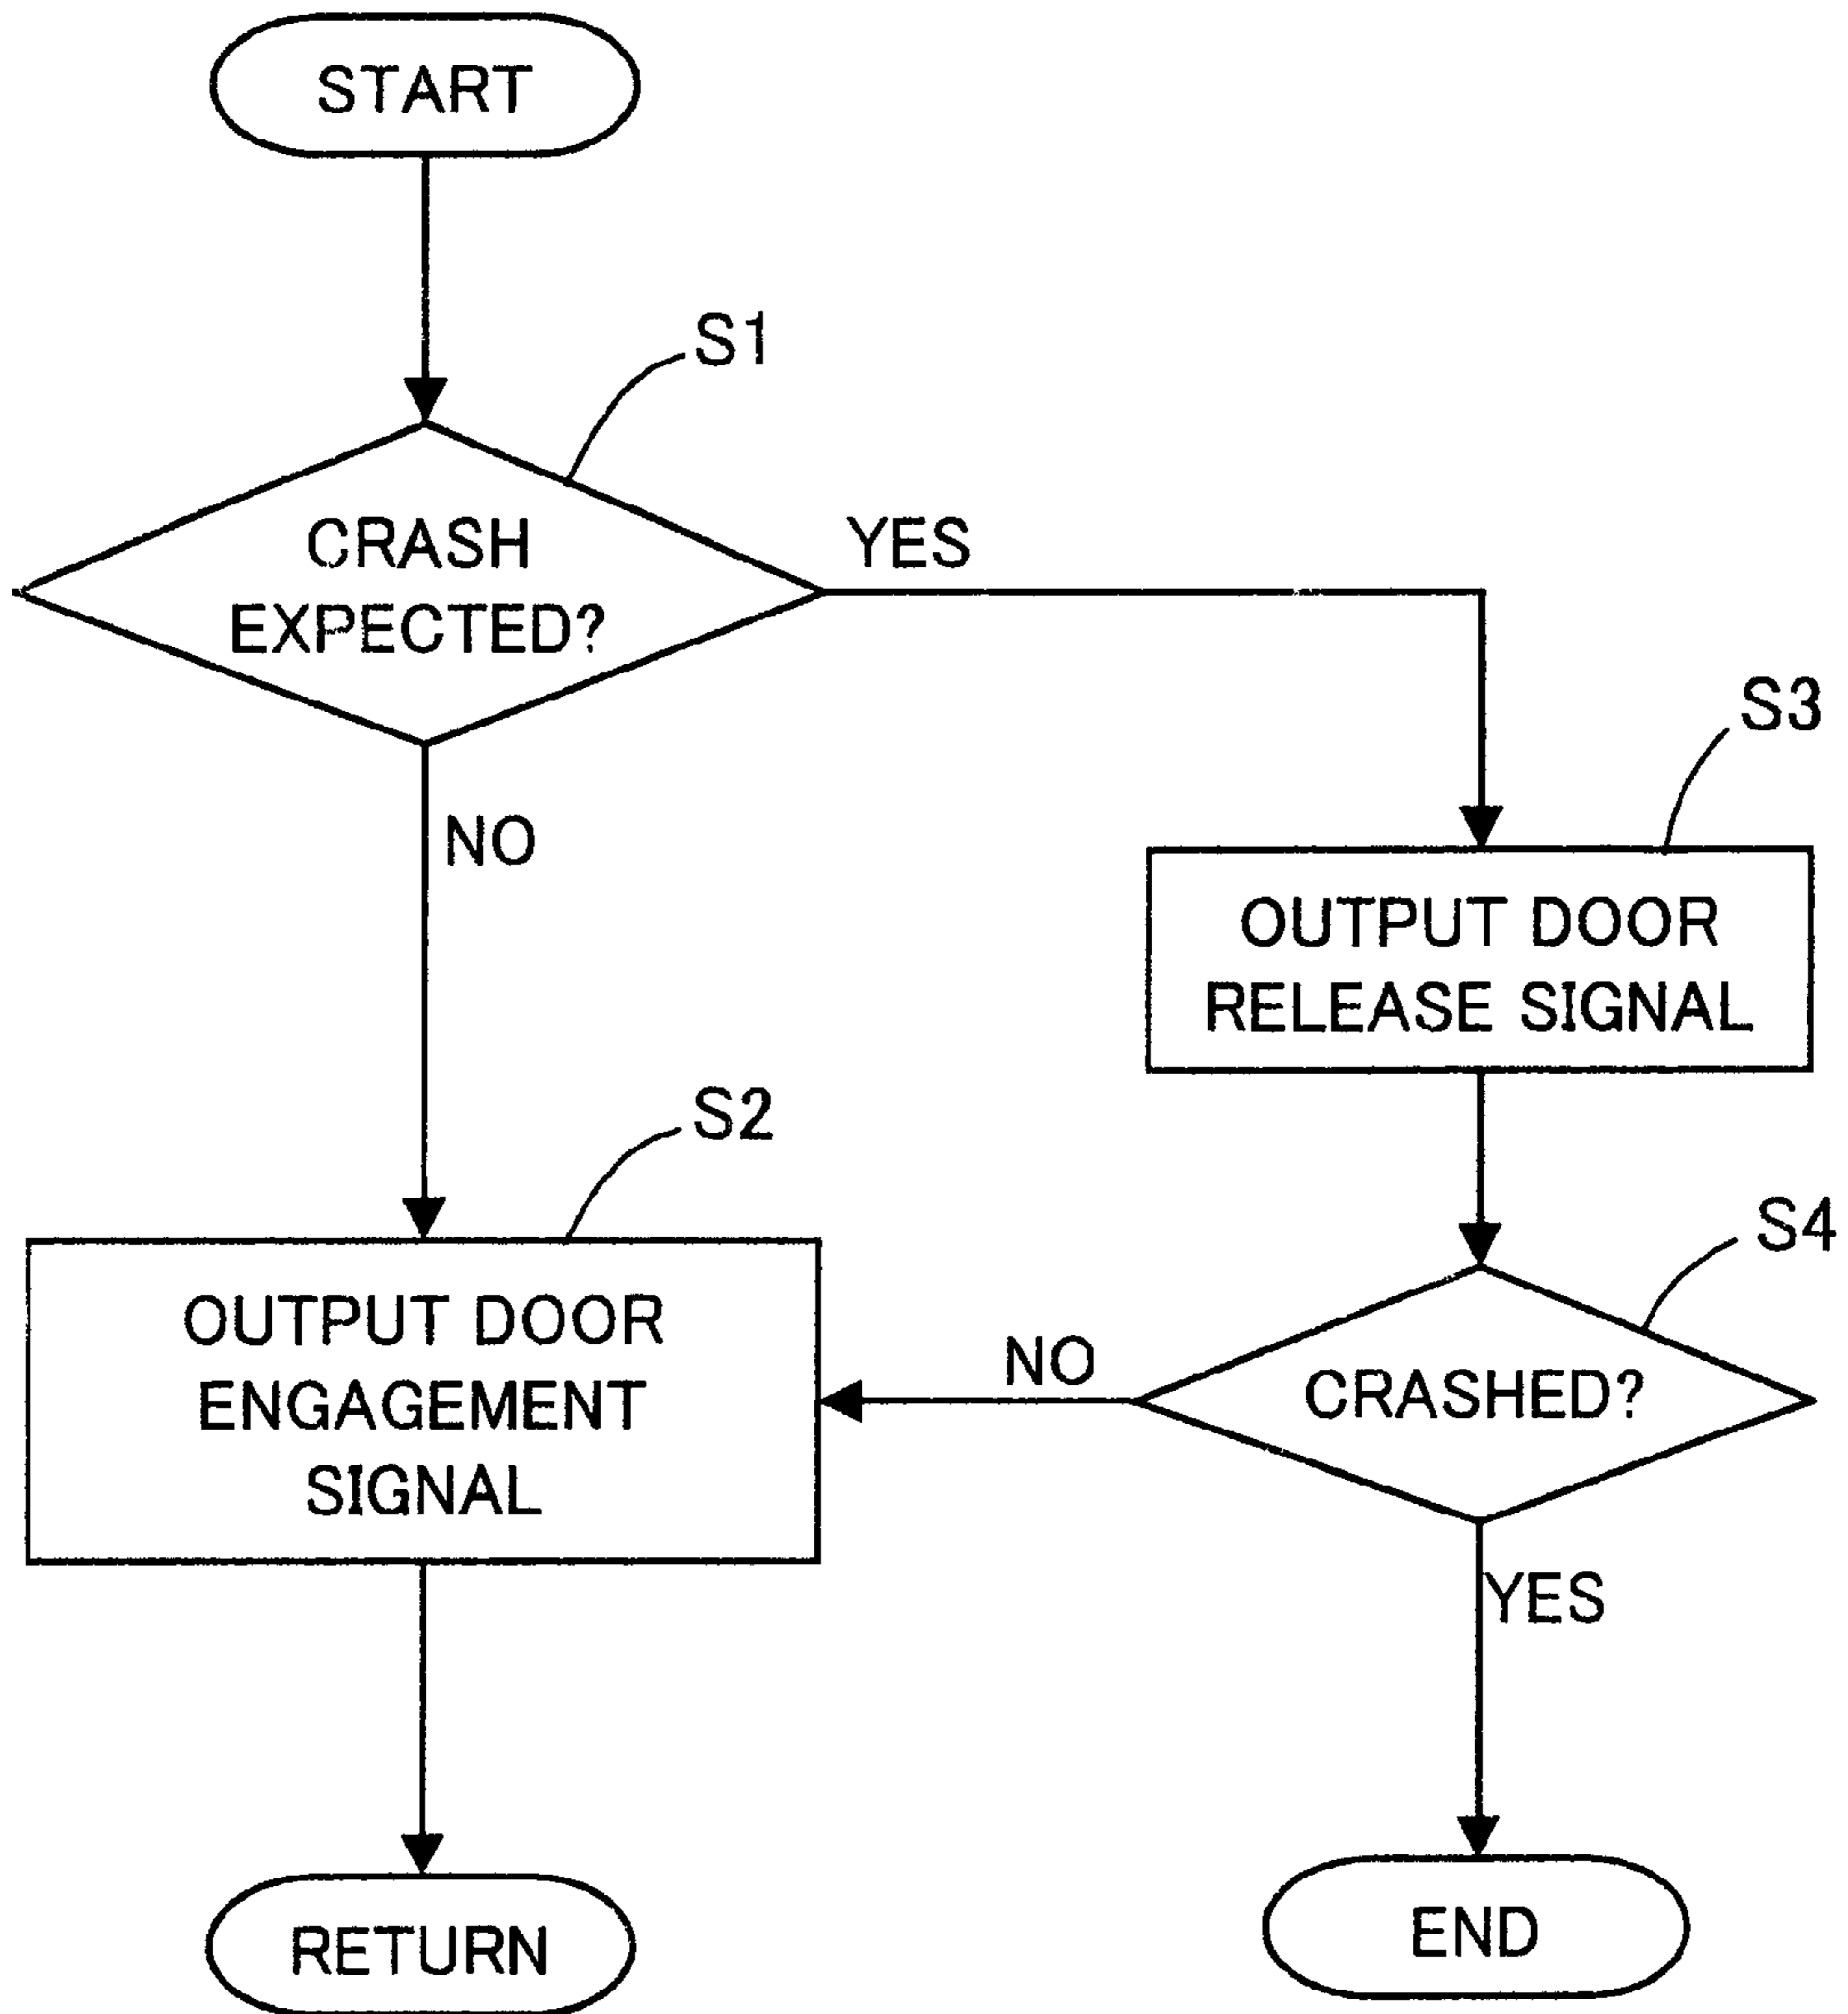 START
S1
CRASH
EXPECTED?
YES
NO
S3
OUTPUT DOOR
RELEASE SIGNAL
S2
OUTPUT DOOR
ENGAGEMENT
SIGNAL
S4
CRASHED?
NO
YES
RETURN
END